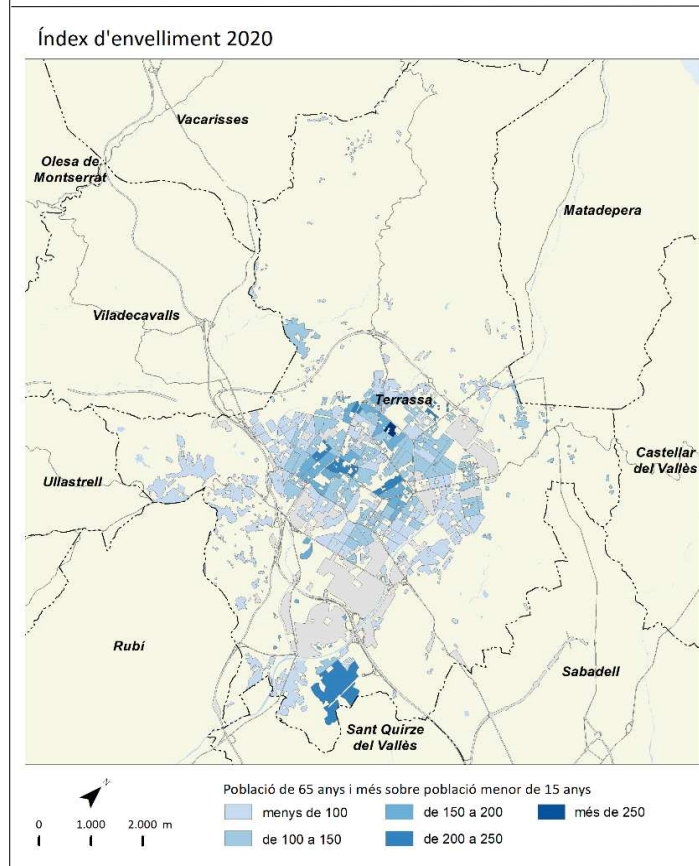 Índex d'envelliment 2020
Vacarisses
Olesa de
Montserrat
Matadepera
Viladecavalls
Terrassa
Castellar
del Vallès
Ullastrell
Rubí
Sabadell
Sant Quirze
del Vallès
N
0 1.000 2.000 m
Població de 65 anys i més sobre població menor de 15 anys
menys de 100
de 150 a 200
més de 250
de 100 a 150
de 200 a 250